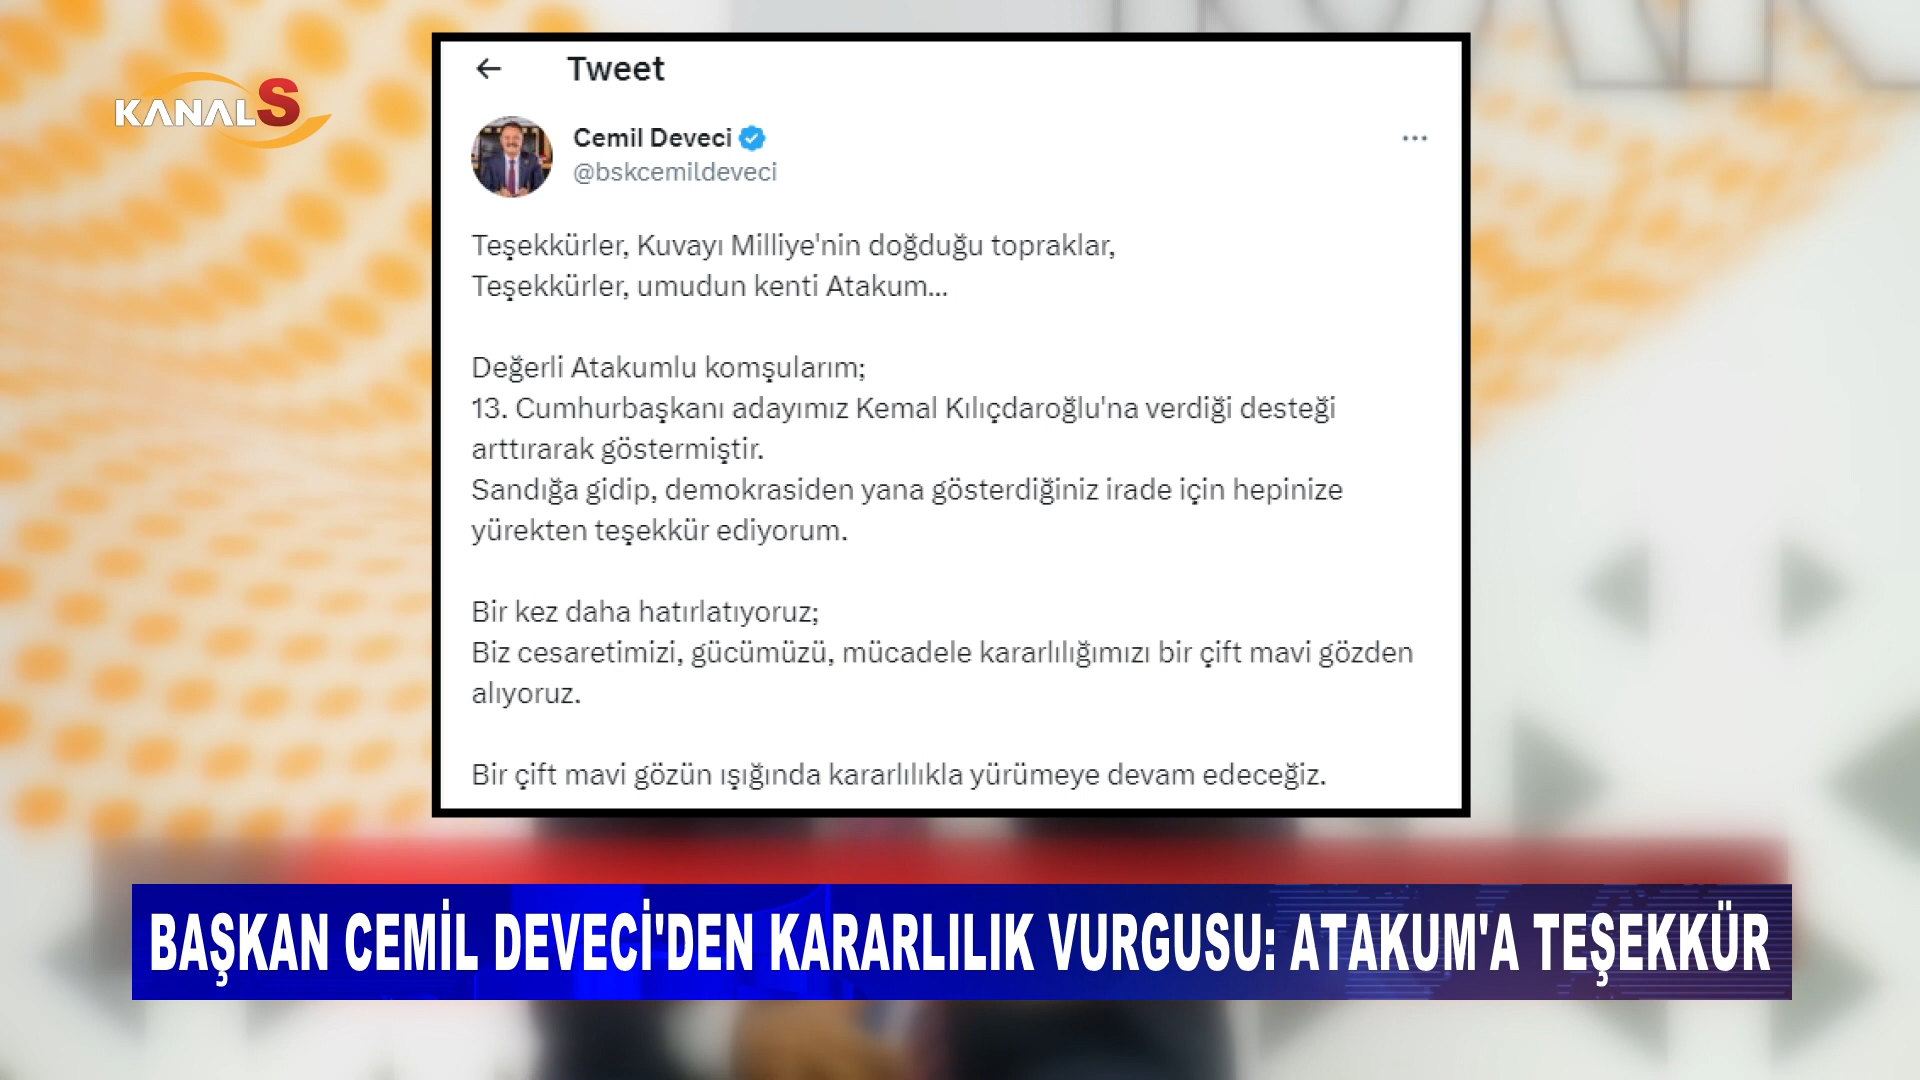 KANAL S
Tweet
Cemil Deveci
@bskcemildeveci
Teşekkürler, Kuvayı Milliye'nin doğduğu topraklar,
Teşekkürler, umudun kenti Atakum...
Değerli Atakumlu komşularım;
13. Cumhurbaşkanı adayımız Kemal Kılıçdaroğlu'na verdiği desteği
arttırarak göstermiştir.
Sandığa gidip, demokrasiden yana gösterdiğiniz irade için hepinize
yürekten teşekkür ediyorum.
Bir kez daha hatırlatıyoruz;
Biz cesaretimizi, gücümüzü, mücadele kararlılığımızı bir çift mavi gözden
alıyoruz.
Bir çift mavi gözün ışığında kararlılıkla yürümeye devam edeceğiz.
BAŞKAN CEMİL DEVECİ'DEN KARARLILIK VURGUSU: ATAKUM'A TEŞEKKÜR